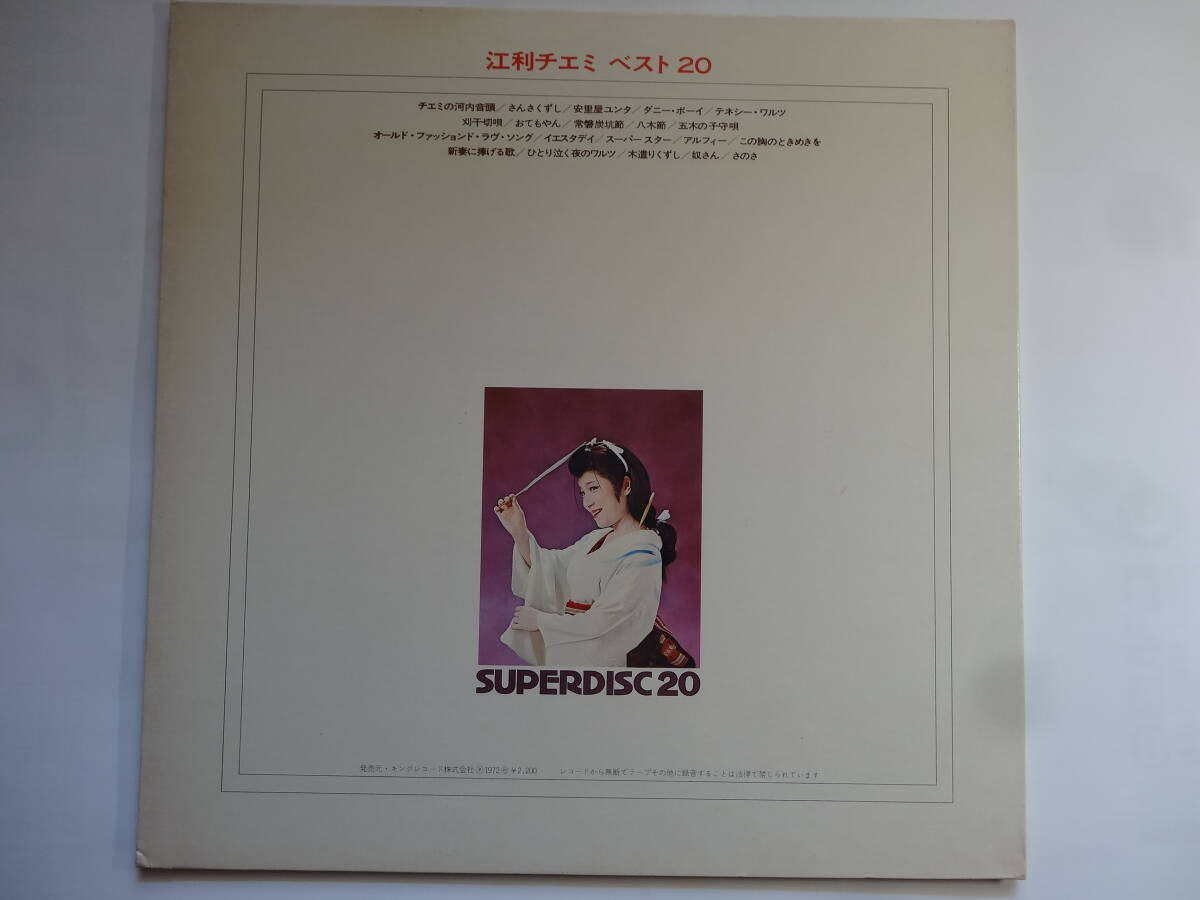 江利チエミ ベスト20
チエミの河内音頭／さんさくずし／安里屋ユンタ／ダニー・ボーイ／テネシー・ワルツ
刈干切唄／おてもやん／常磐炭坑節／八木節／五木の子守唄
オールド・ファッションド・ラヴ・ソング／イエスタデイ／スーパースター／アルフィー／この胸のときめきを
新妻に捧げる歌／ひとり泣く夜のワルツ／木遣りくずし／奴さん／さのさ
SUPERDISC 20
発売元・キングレコード株式会社Ⓟ1972 ¥2,200 レコードから無断でテープその他に録音することは法律で禁じられています